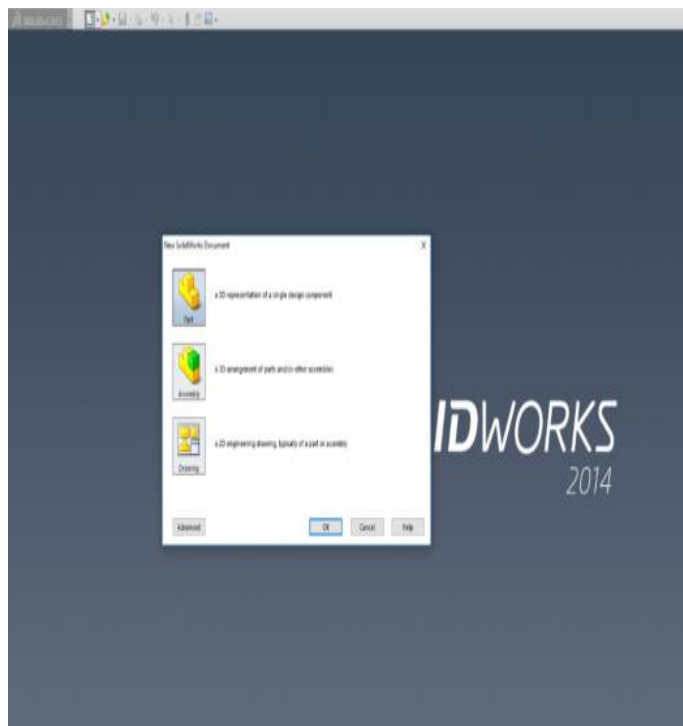 SOLIDWORKS
New SolidWorks Document
X
a 3D representation of a single design component
Part
a 3D arrangement of parts and/or other assemblies
Assembly
a 2D engineering drawing, typically of a part or assembly
Drawing
IDWORKS
2014
Advanced
OK
Cancel
Help